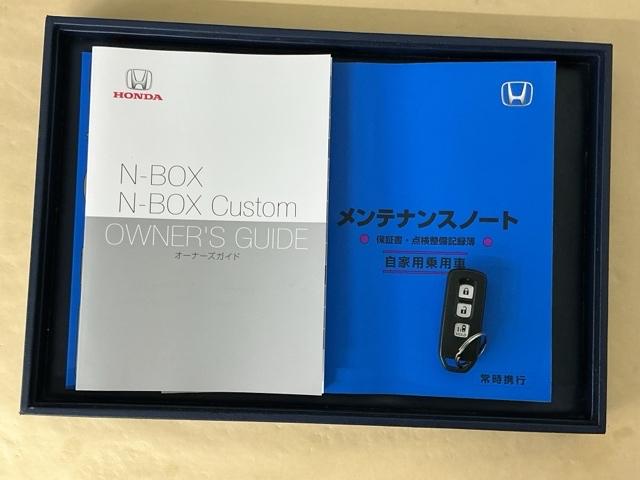 HONDA
N-BOX
N-BOX Custom
OWNER'S GUIDE
オーナーズガイド
メンテナンスノート
保証書・点検整備記録簿
自家用乗用車
常時携行